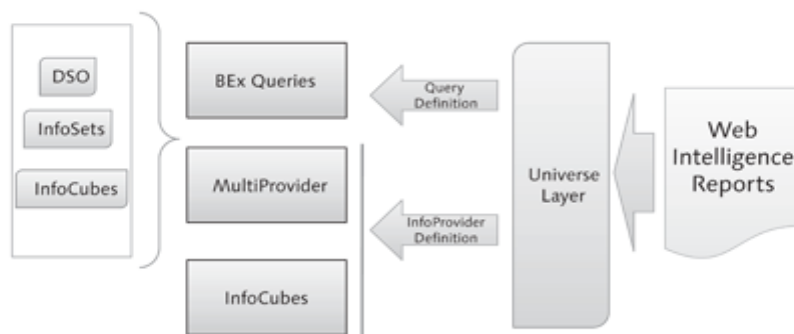 DSO
InfoSets
InfoCubes
BEx Queries
MultiProvider
InfoCubes
Query
Definition
InfoProvider
Definition
Universe
Layer
Web
Intelligence
Reports